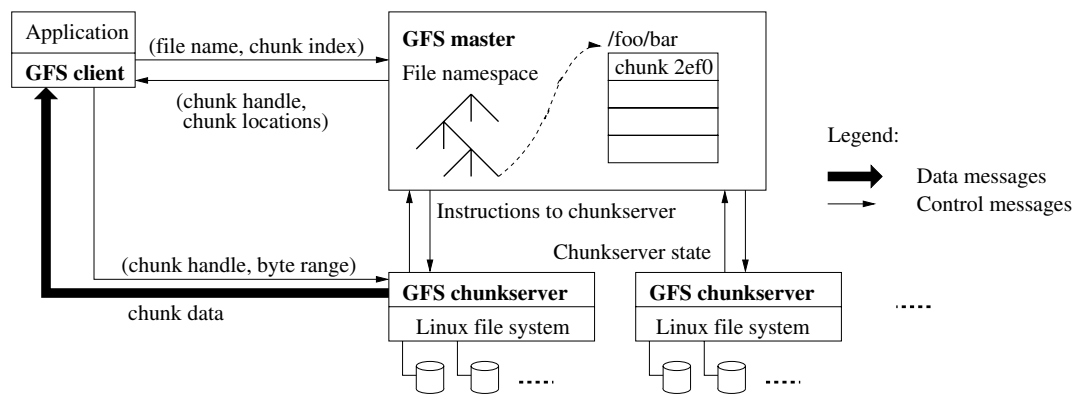 Application
GFS client
(file name, chunk index)
(chunk handle,
chunk locations)
GFS master
File namespace
/foo/bar
chunk 2ef0
Legend:
Data messages
Control messages
Instructions to chunkserver
Chunkserver state
(chunk handle, byte range)
chunk data
GFS chunkserver
Linux file system
GFS chunkserver
Linux file system